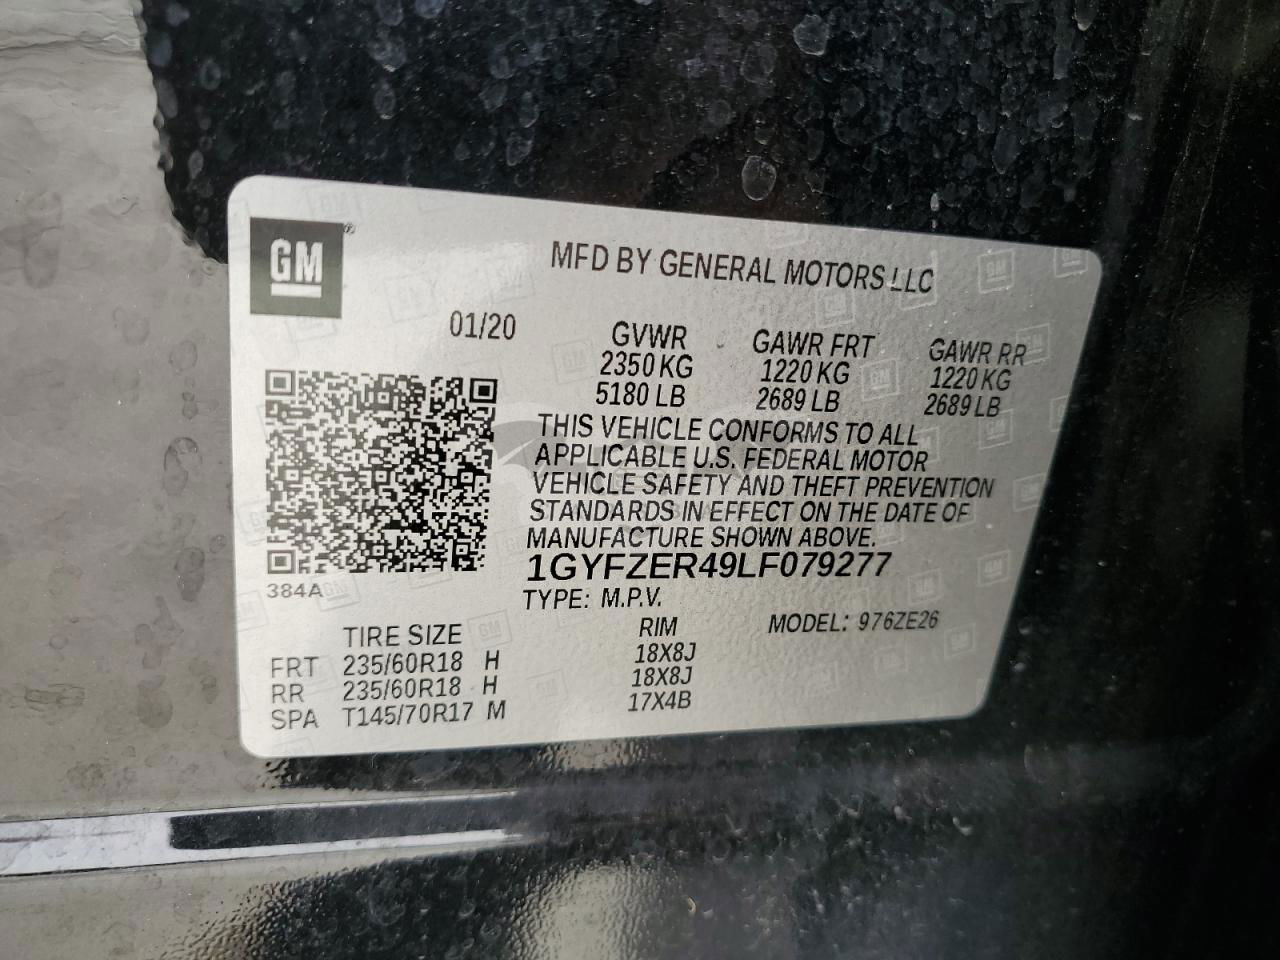 GM®
MFD BY GENERAL MOTORS LLC
01/20
GVWR GAWR FRT GAWR RR
2350 KG 1220 KG 1220 KG
5180 LB 2689 LB 2689 LB
THIS VEHICLE CONFORMS TO ALL
APPLICABLE U.S. FEDERAL MOTOR
VEHICLE SAFETY AND THEFT PREVENTION
STANDARDS IN EFFECT ON THE DATE OF
MANUFACTURE SHOWN ABOVE.
1GYFZER49LF079277
384A
TYPE: M.P.V.
MODEL: 976ZE26
TIRE SIZE RIM
FRT 235/60R18 H 18X8J
RR 235/60R18 H 18X8J
SPA T145/70R17 M 17X4B